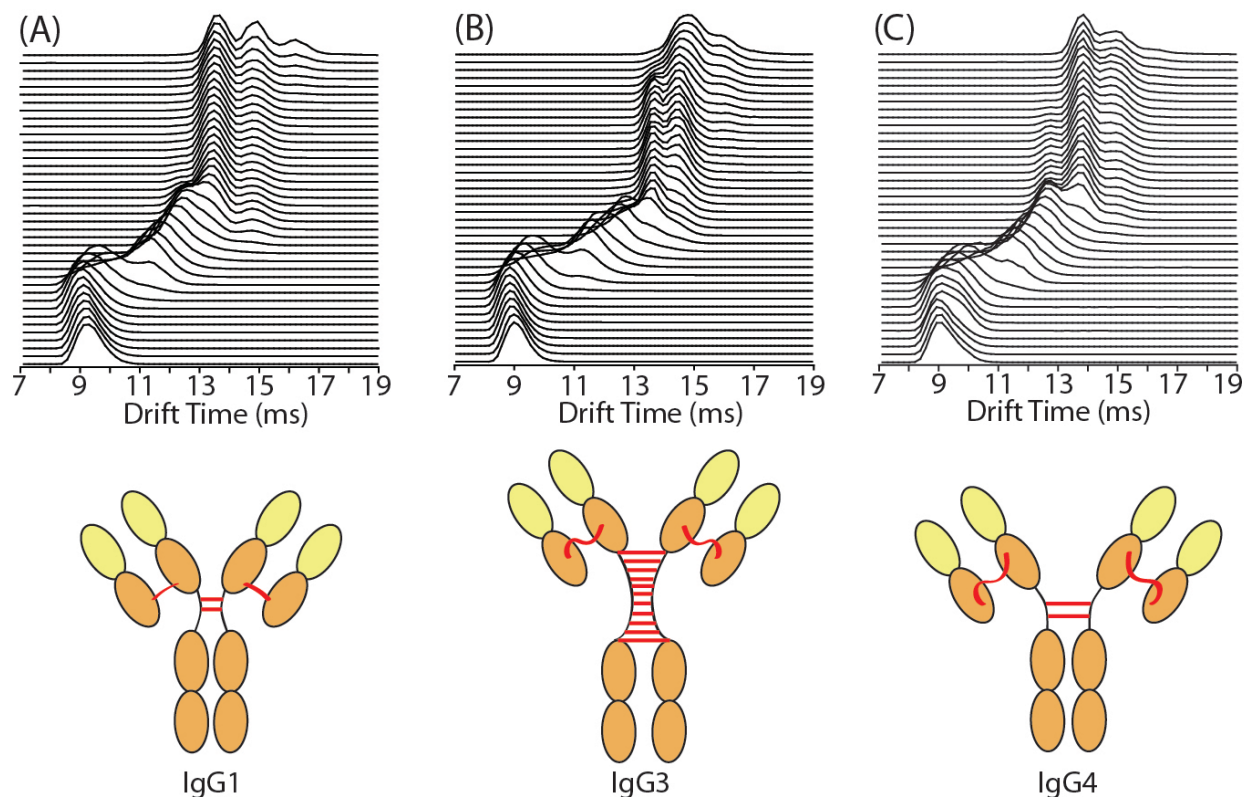 (A) (B) (C)
7 9 11 13 15 17 19 7 9 11 13 15 17 19 7 9 11 13 15 17 19
Drift Time (ms) Drift Time (ms) Drift Time (ms)
IgG1 IgG3 IgG4